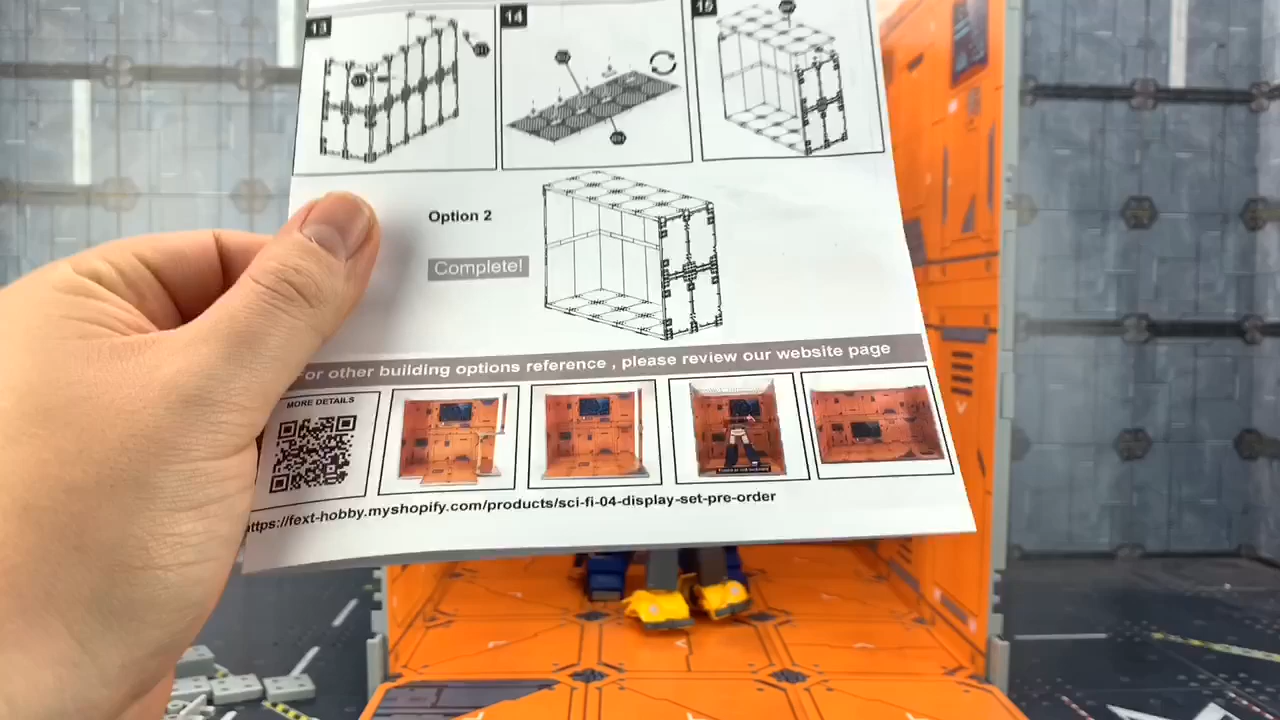 13
14
15
Option 2
Complete!
For other building options reference , please review our website page
MORE DETAILS
https://fext-hobby.myshopify.com/products/sci-fi-04-display-set-pre-order